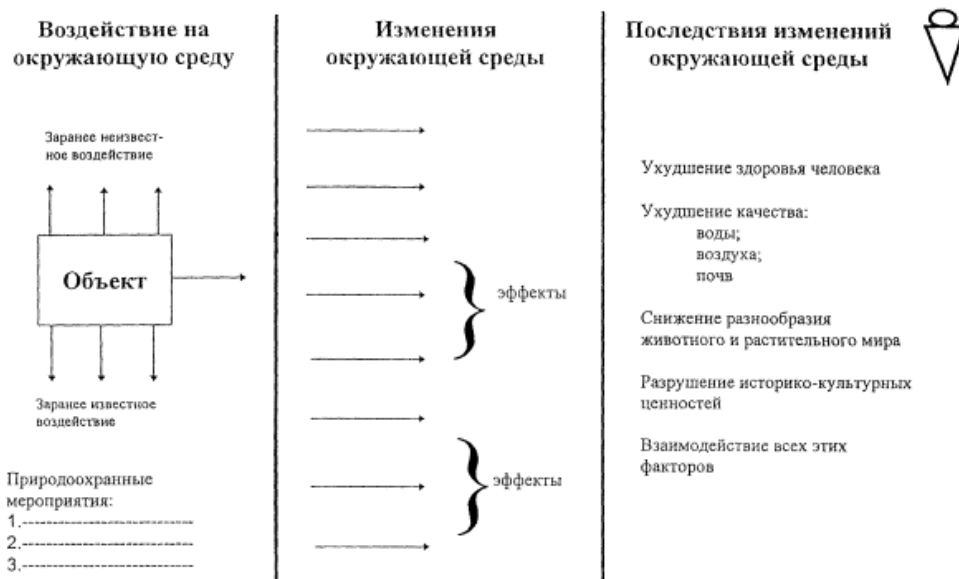 Воздействие на
окружающую среду
Заранее неизвест-
ное воздействие
Объект
Заранее известное
воздействие
Природоохранные
мероприятия:
1.-----------------------
2.-----------------------
3.-----------------------
Изменения
окружающей среды
эффекты
эффекты
Последствия изменений
окружающей среды
Ухудшение здоровья человека
Ухудшение качества:
воды;
воздуха;
почв
Снижение разнообразия
животного и растительного мира
Разрушение историко-культурных
ценностей
Взаимодействие всех этих
факторов